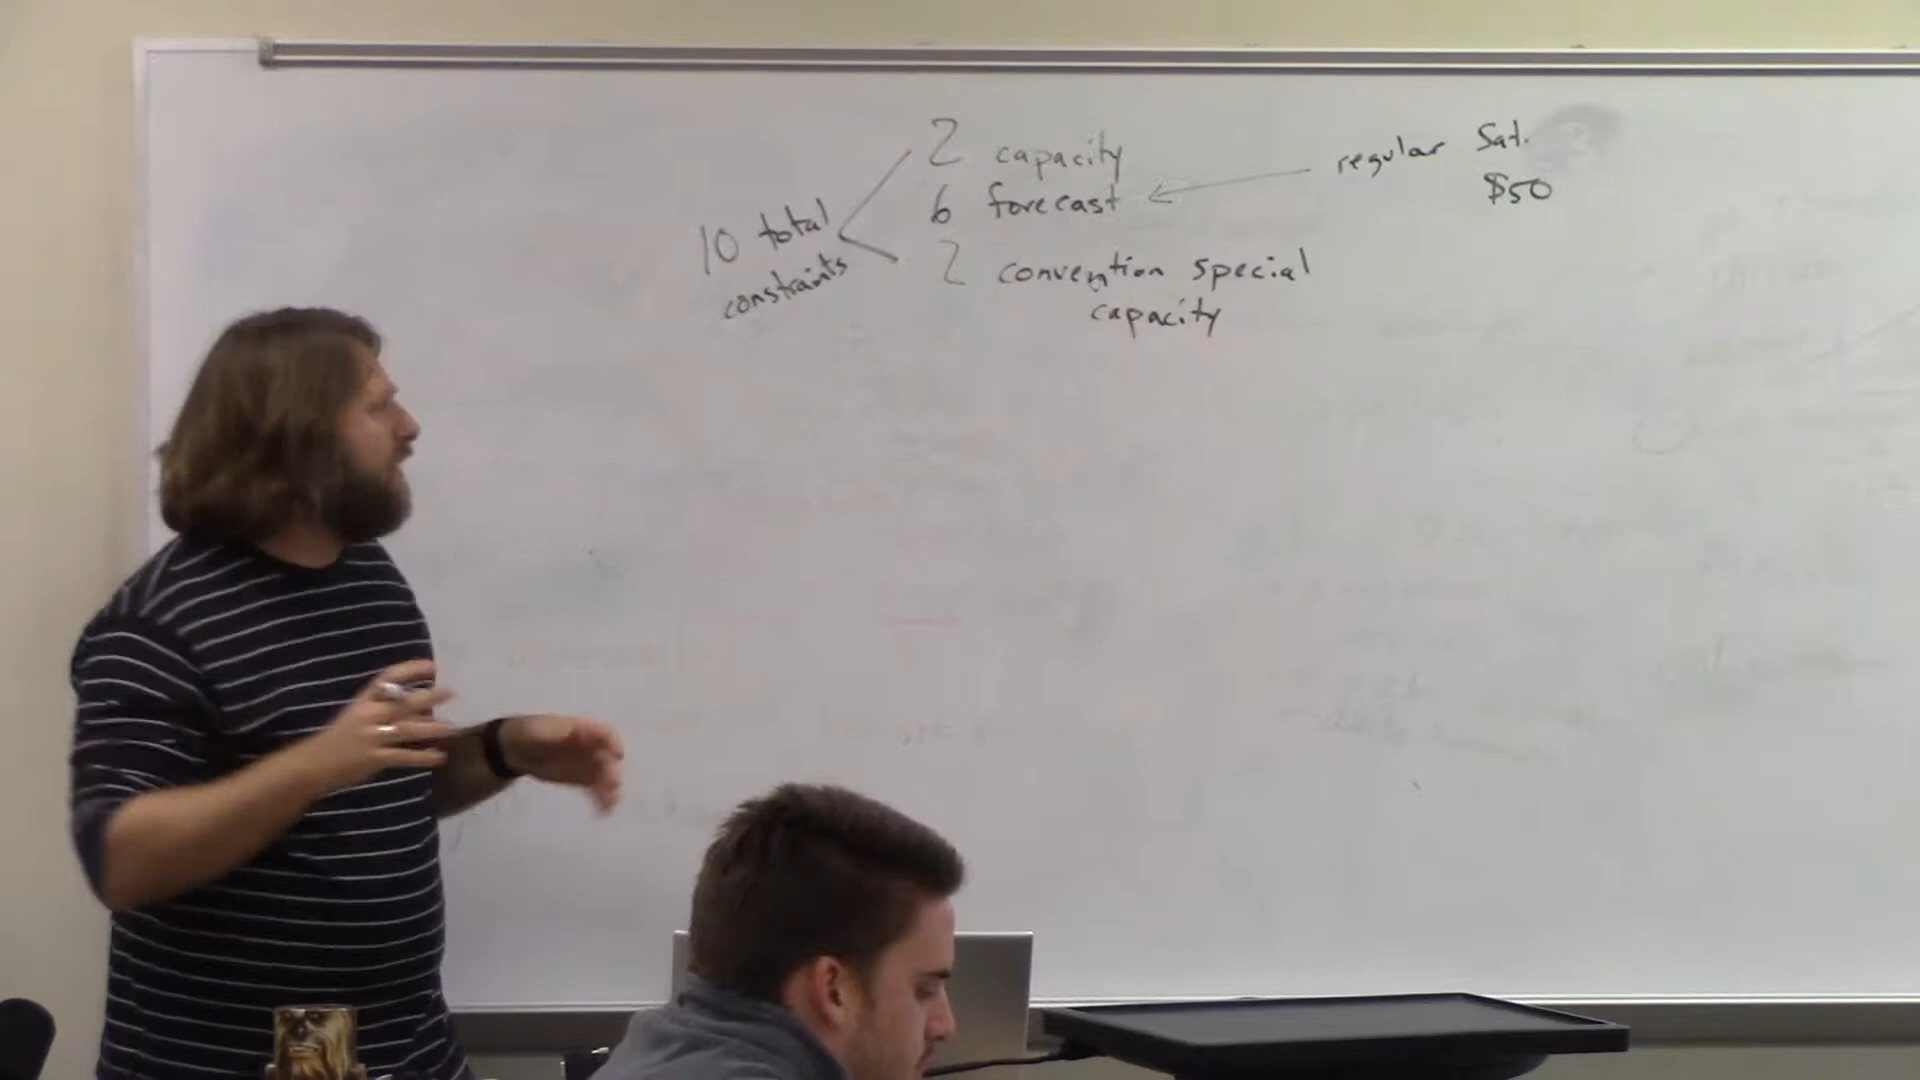 10 total
constraints
2 capacity
6 forecast
2 convention special
capacity
regular Sat.
$50